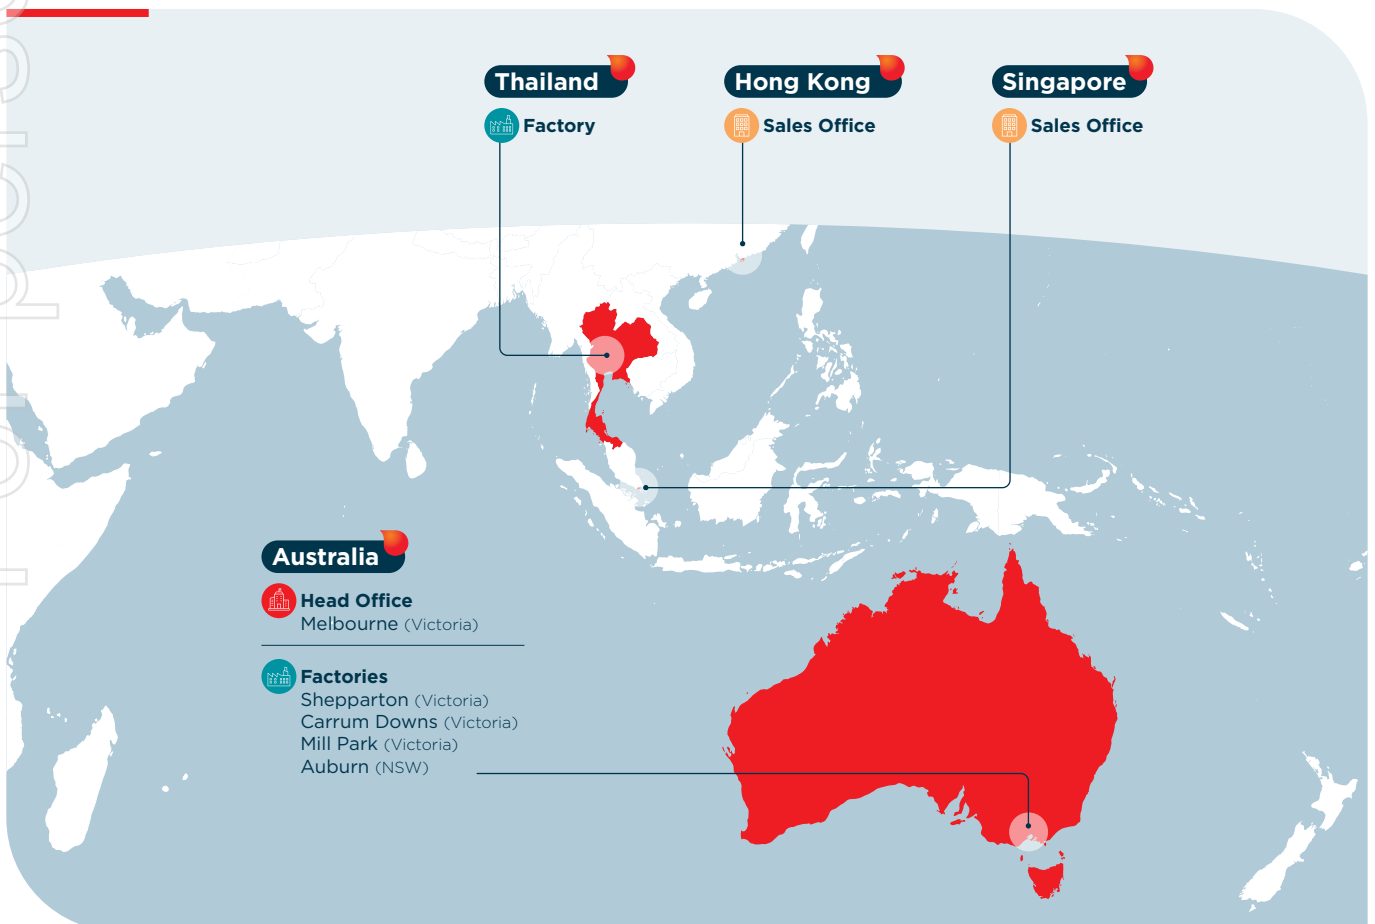 Thailand
Factory
Hong Kong
Sales Office
Singapore
Sales Office
Australia
Head Office
Melbourne (Victoria)
Factories
Shepparton (Victoria)
Carrum Downs (Victoria)
Mill Park (Victoria)
Auburn (NSW)